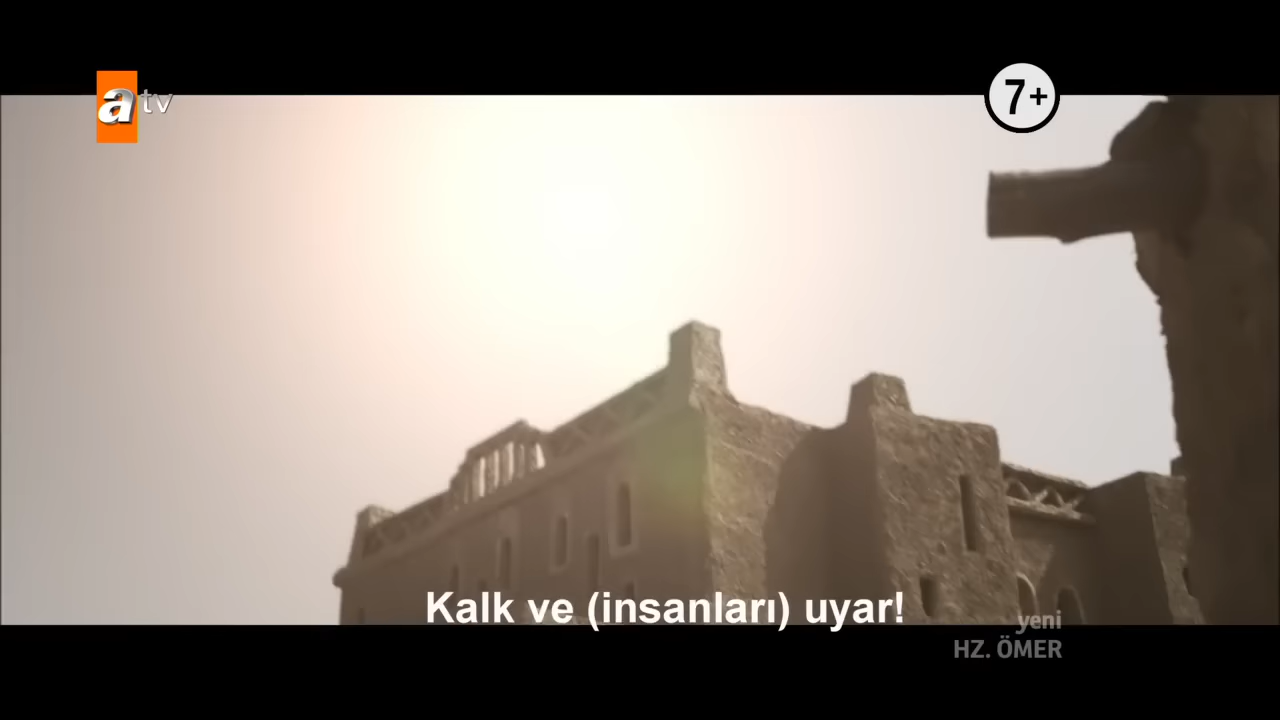 atv
7+
Kalk ve (insanları) uyar!
yeni
HZ. ÖMER